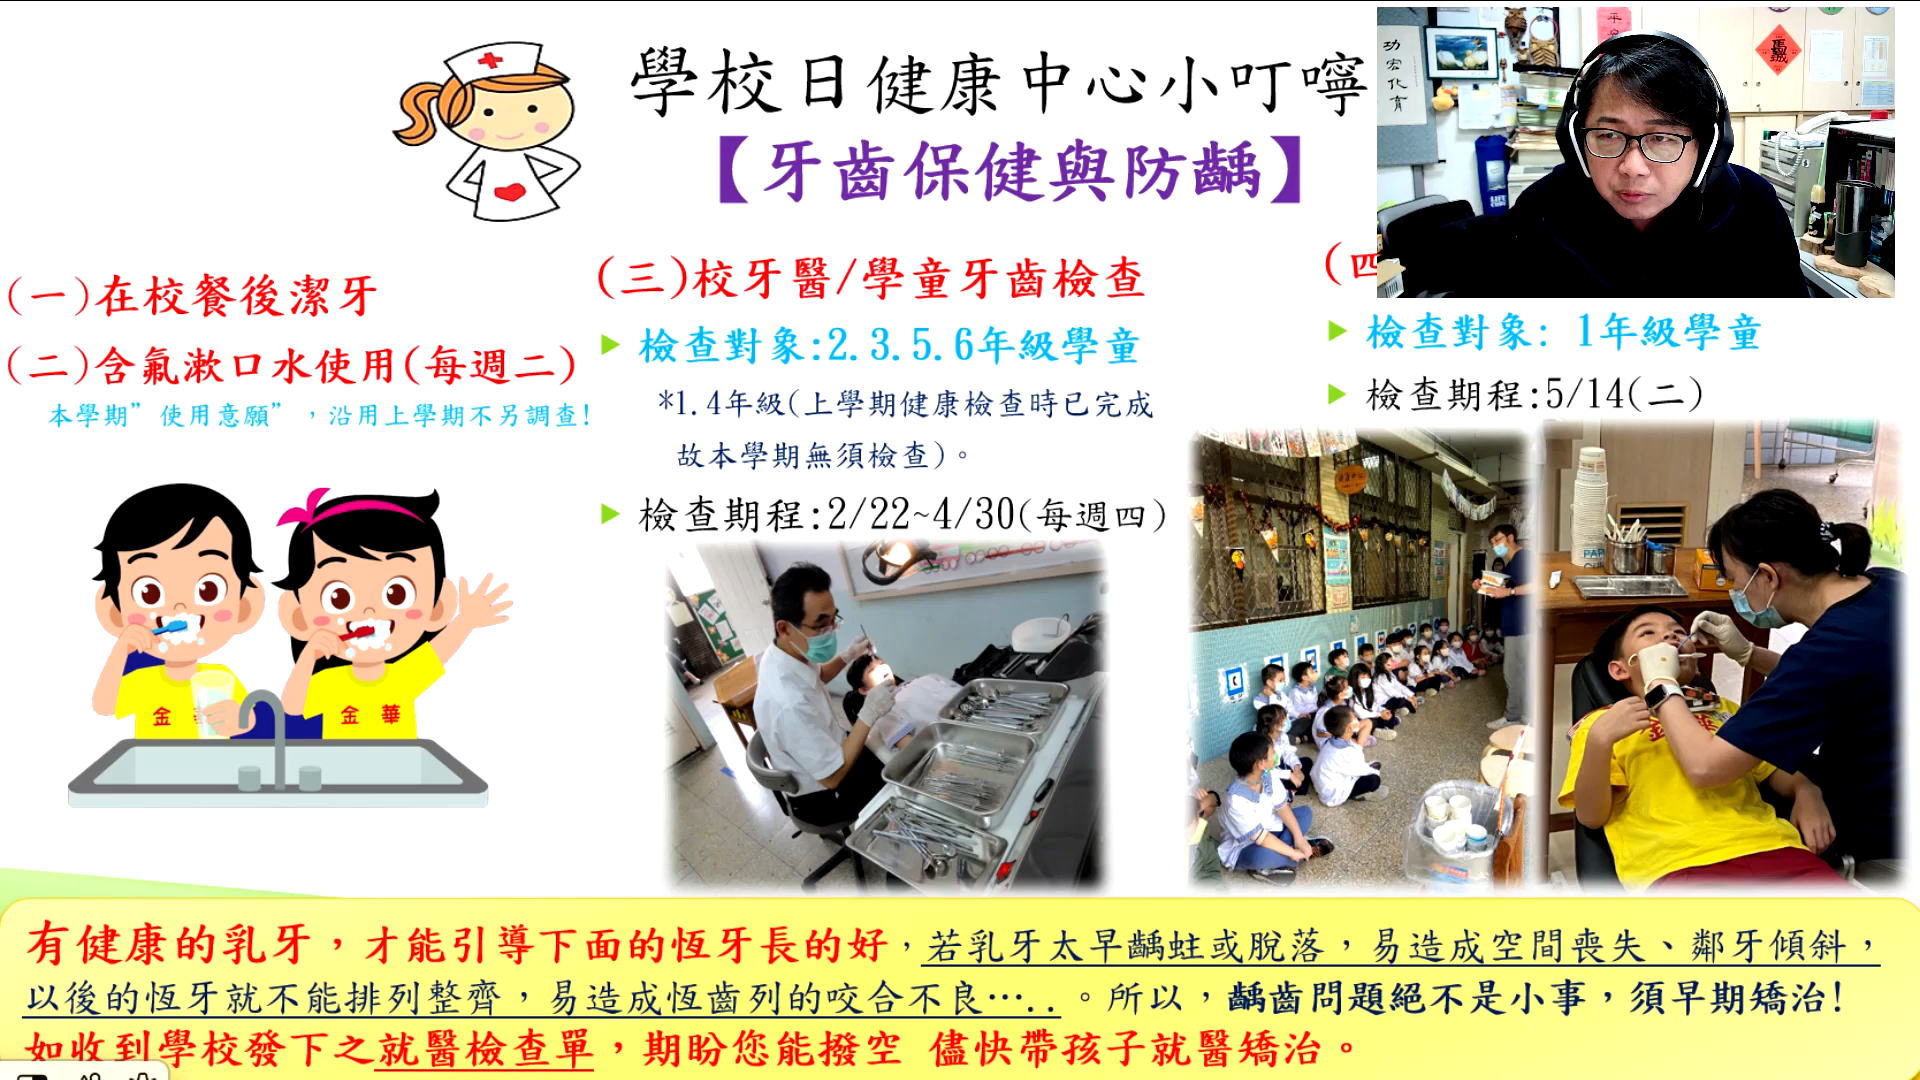 學校日健康中心小叮嚀
【牙齒保健與防齲】
(一)在校餐後潔牙
(二)含氟漱口水使用(每週二)
本學期”使用意願”，沿用上學期不另調查!
金
金 華
(三)校牙醫/學童牙齒檢查
檢查對象:2.3.5.6年級學童
*1.4年級(上學期健康檢查時已完成
故本學期無須檢查)。
檢查期程:2/22~4/30(每週四)
(四
檢查對象: 1年級學童
檢查期程:5/14(二)
功宏化育
有健康的乳牙，才能引導下面的恆牙長的好，若乳牙太早齲蛀或脫落，易造成空間喪失、鄰牙傾斜，
以後的恆牙就不能排列整齊，易造成恆齒列的咬合不良…..。所以，齲齒問題絕不是小事，須早期矯治!
如收到學校發下之就醫檢查單，期盼您能撥空 儘快帶孩子就醫矯治。